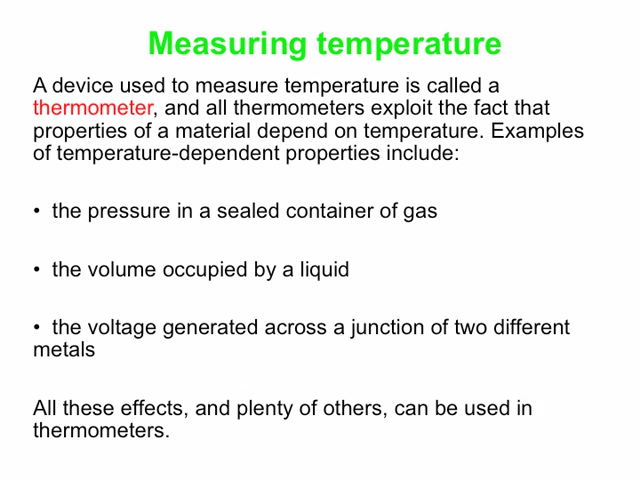 Measuring temperature
A device used to measure temperature is called a
thermometer, and all thermometers exploit the fact that
properties of a material depend on temperature. Examples
of temperature-dependent properties include:
• the pressure in a sealed container of gas
• the volume occupied by a liquid
• the voltage generated across a junction of two different
metals
All these effects, and plenty of others, can be used in
thermometers.